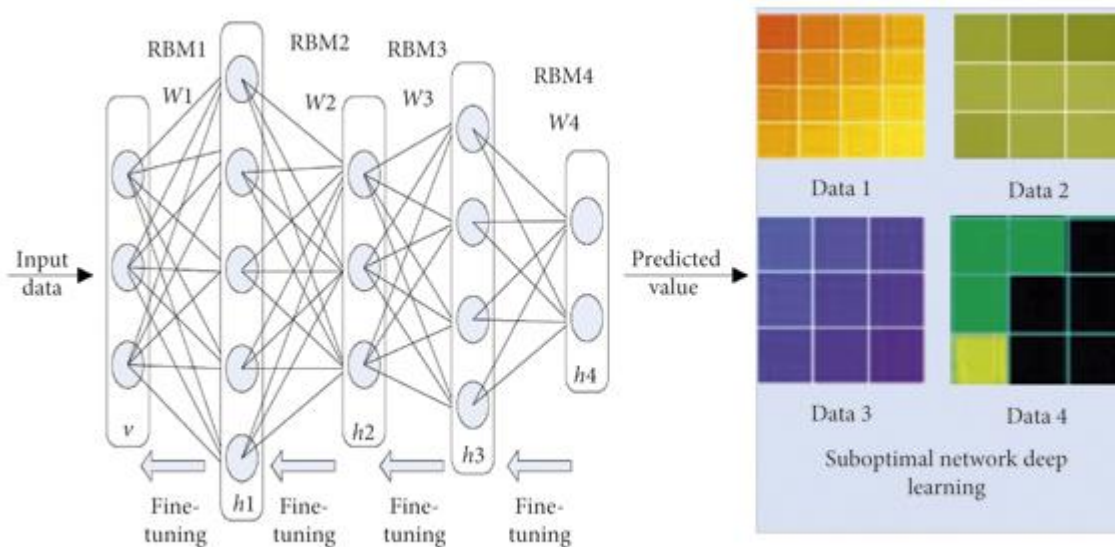 RBM1
RBM2
RBM3
RBM4
W1
W2
W3
W4
Input
data
v
h1
h2
h3
h4
Fine-
tuning
Fine-
tuning
Fine-
tuning
Fine-
tuning
Predicted
value
Data 1
Data 2
Data 3
Data 4
Suboptimal network deep
learning